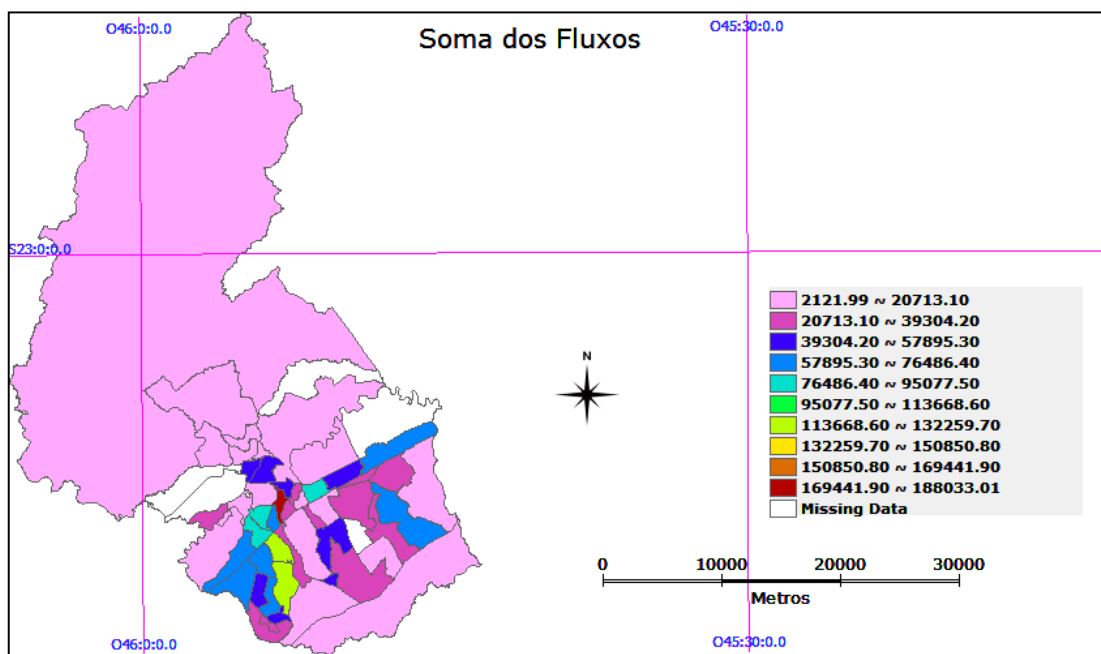 O46:0:0.0
O45:30:0.0
Soma dos Fluxos
S23:0:0.0
2121.99 ~ 20713.10
20713.10 ~ 39304.20
39304.20 ~ 57895.30
57895.30 ~ 76486.40
76486.40 ~ 95077.50
95077.50 ~ 113668.60
113668.60 ~ 132259.70
132259.70 ~ 150850.80
150850.80 ~ 169441.90
169441.90 ~ 188033.01
Missing Data
N
0 10000 20000 30000
Metros
O46:0:0.0
O45:30:0.0